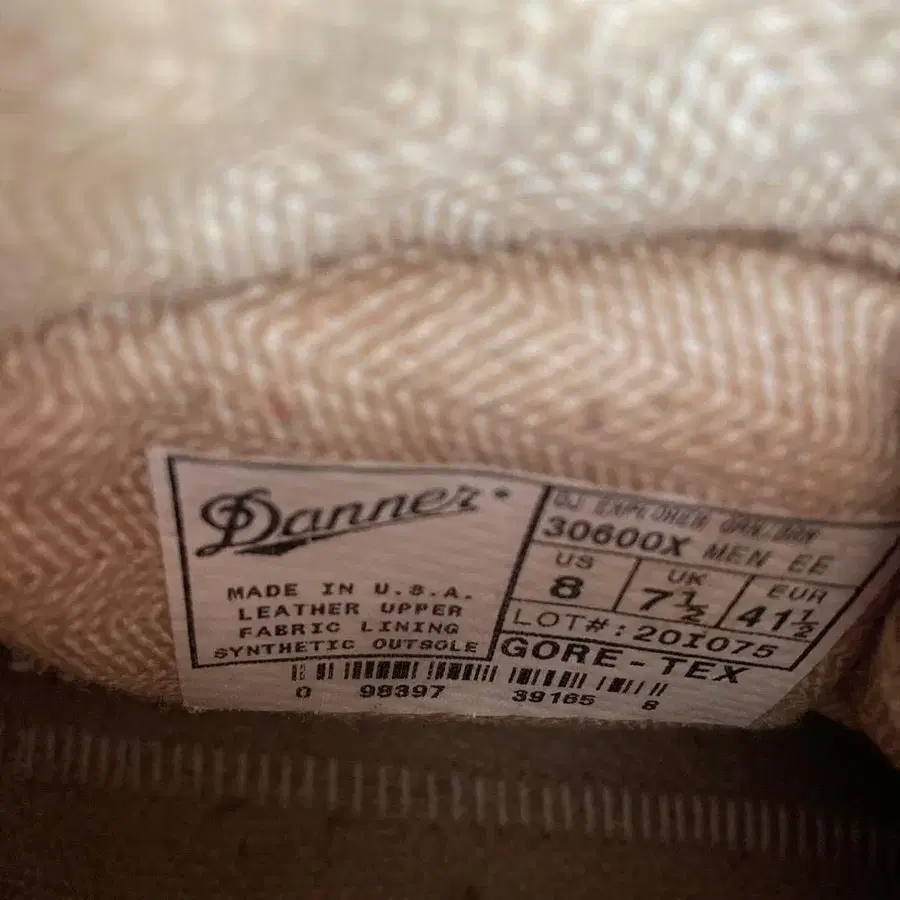 Danner
MADE IN U.S.A.
LEATHER UPPER
FABRIC LINING
SYNTHETIC OUTSOLE
EXPLORER
30600X MEN EE
US 8
UK 7½
EUR 41½
LOT#:20I075
GORE-TEX
0 98397 39165 8